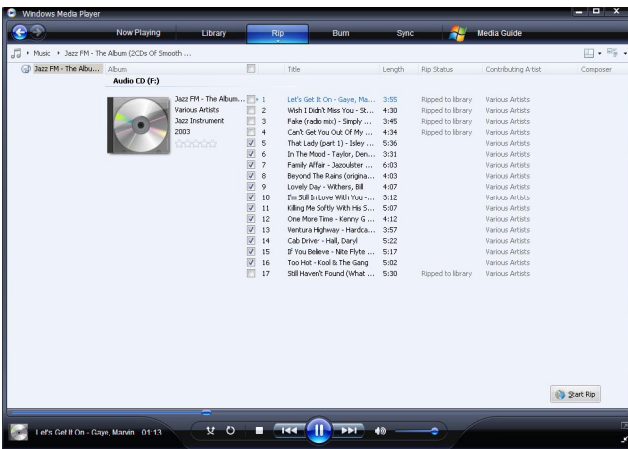 Windows Media Player
Now Playing Library Rip Burn Sync Media Guide
Music Jazz FM - The Album (2CDs Of Smooth ...
Jazz FM - The Albu... Album Title Length Rip Status Contributing Artist Composer
Audio CD (F:)
Jazz FM - The Album...
Various Artists
Jazz Instrument
2003
1 Let's Get It On - Gaye, Ma... 3:55 Ripped to library Various Artists
2 Wish I Didn't Miss You - St... 4:30 Ripped to library Various Artists
3 Fake (radio mix) - Simply ... 3:45 Ripped to library Various Artists
4 Can't Get You Out Of My ... 4:34 Ripped to library Various Artists
5 That Lady (part 1) - Isley ... 5:36 Various Artists
6 In The Mood - Taylor, Den... 3:31 Various Artists
7 Family Affair - Jazoulster ... 6:03 Various Artists
8 Beyond The Rains (origina... 4:03 Various Artists
9 Lovely Day - Withers, Bill 4:07 Various Artists
10 I'm Still In Love With You - ... 3:12 Various Artists
11 Killing Me Softly With His S... 5:07 Various Artists
12 One More Time - Kenny G ... 4:12 Various Artists
13 Ventura Highway - Hardca... 3:57 Various Artists
14 Cab Driver - Hall, Daryl 5:22 Various Artists
15 If You Believe - Nite Flyte ... 5:17 Various Artists
16 Too Hot - Kool & The Gang 5:02 Various Artists
17 Still Haven't Found (What ... 5:30 Ripped to library Various Artists
Start Rip
Let's Get It On - Gaye, Marvin 01:13